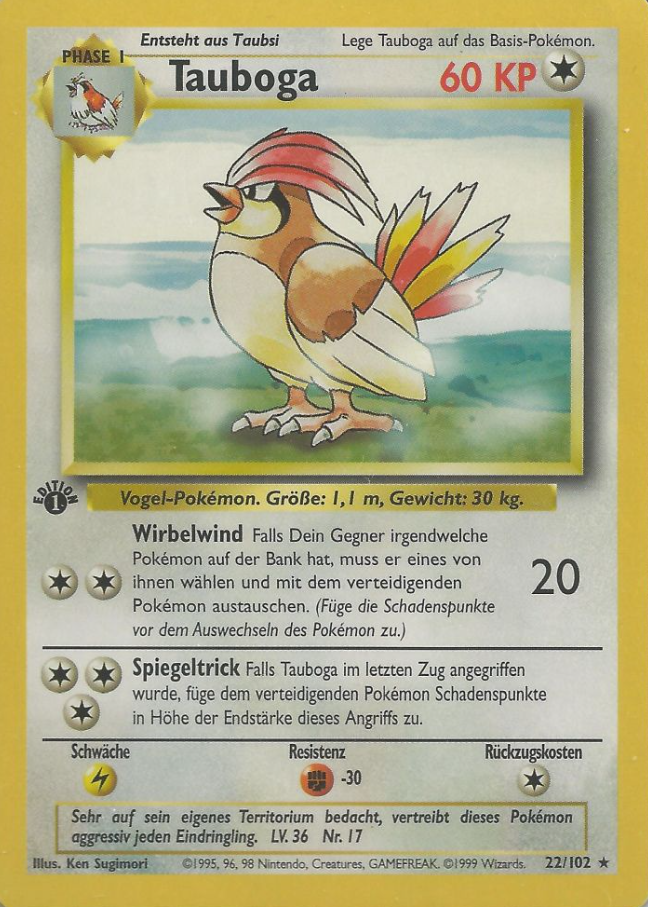 Entsteht aus Taubsi Lege Tauboga auf das Basis-Pokémon.
PHASE 1
Tauboga 60 KP
EDITION
1
Vogel-Pokémon. Größe: 1,1 m, Gewicht: 30 kg.
Wirbelwind Falls Dein Gegner irgendwelche
Pokémon auf der Bank hat, muss er eines von
ihnen wählen und mit dem verteidigenden
Pokémon austauschen. (Füge die Schadenspunkte
vor dem Auswechseln des Pokémon zu.)
20
Spiegeltrick Falls Tauboga im letzten Zug angegriffen
wurde, füge dem verteidigenden Pokémon Schadenspunkte
in Höhe der Endstärke dieses Angriffs zu.
Schwäche Resistenz Rückzugskosten
-30
Sehr auf sein eigenes Territorium bedacht, vertreibt dieses Pokémon
aggressiv jeden Eindringling. LV. 36 Nr. 17
Illus. Ken Sugimori ©1995, 96, 98 Nintendo, Creatures, GAMEFREAK. ©1999 Wizards. 22/102 ★